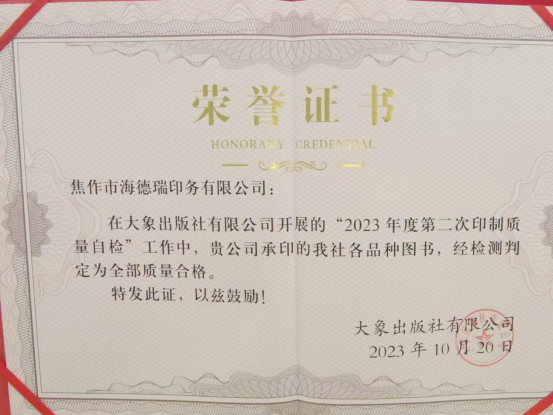 荣誉证书
HONORARY CREDENTIAL
焦作市海德瑞印务有限公司：
在大象出版社有限公司开展的“2023年度第二次印制质
量自检”工作中，贵公司承印的我社各品种图书，经检测判
定为全部质量合格。
特发此证，以兹鼓励！
大象出版社有限公司
2023年10月20日